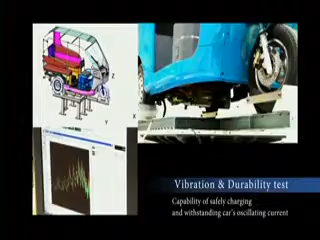 Z
Y
X
Vibration & Durability test
Capability of safely charging
and withstanding car's oscillating current